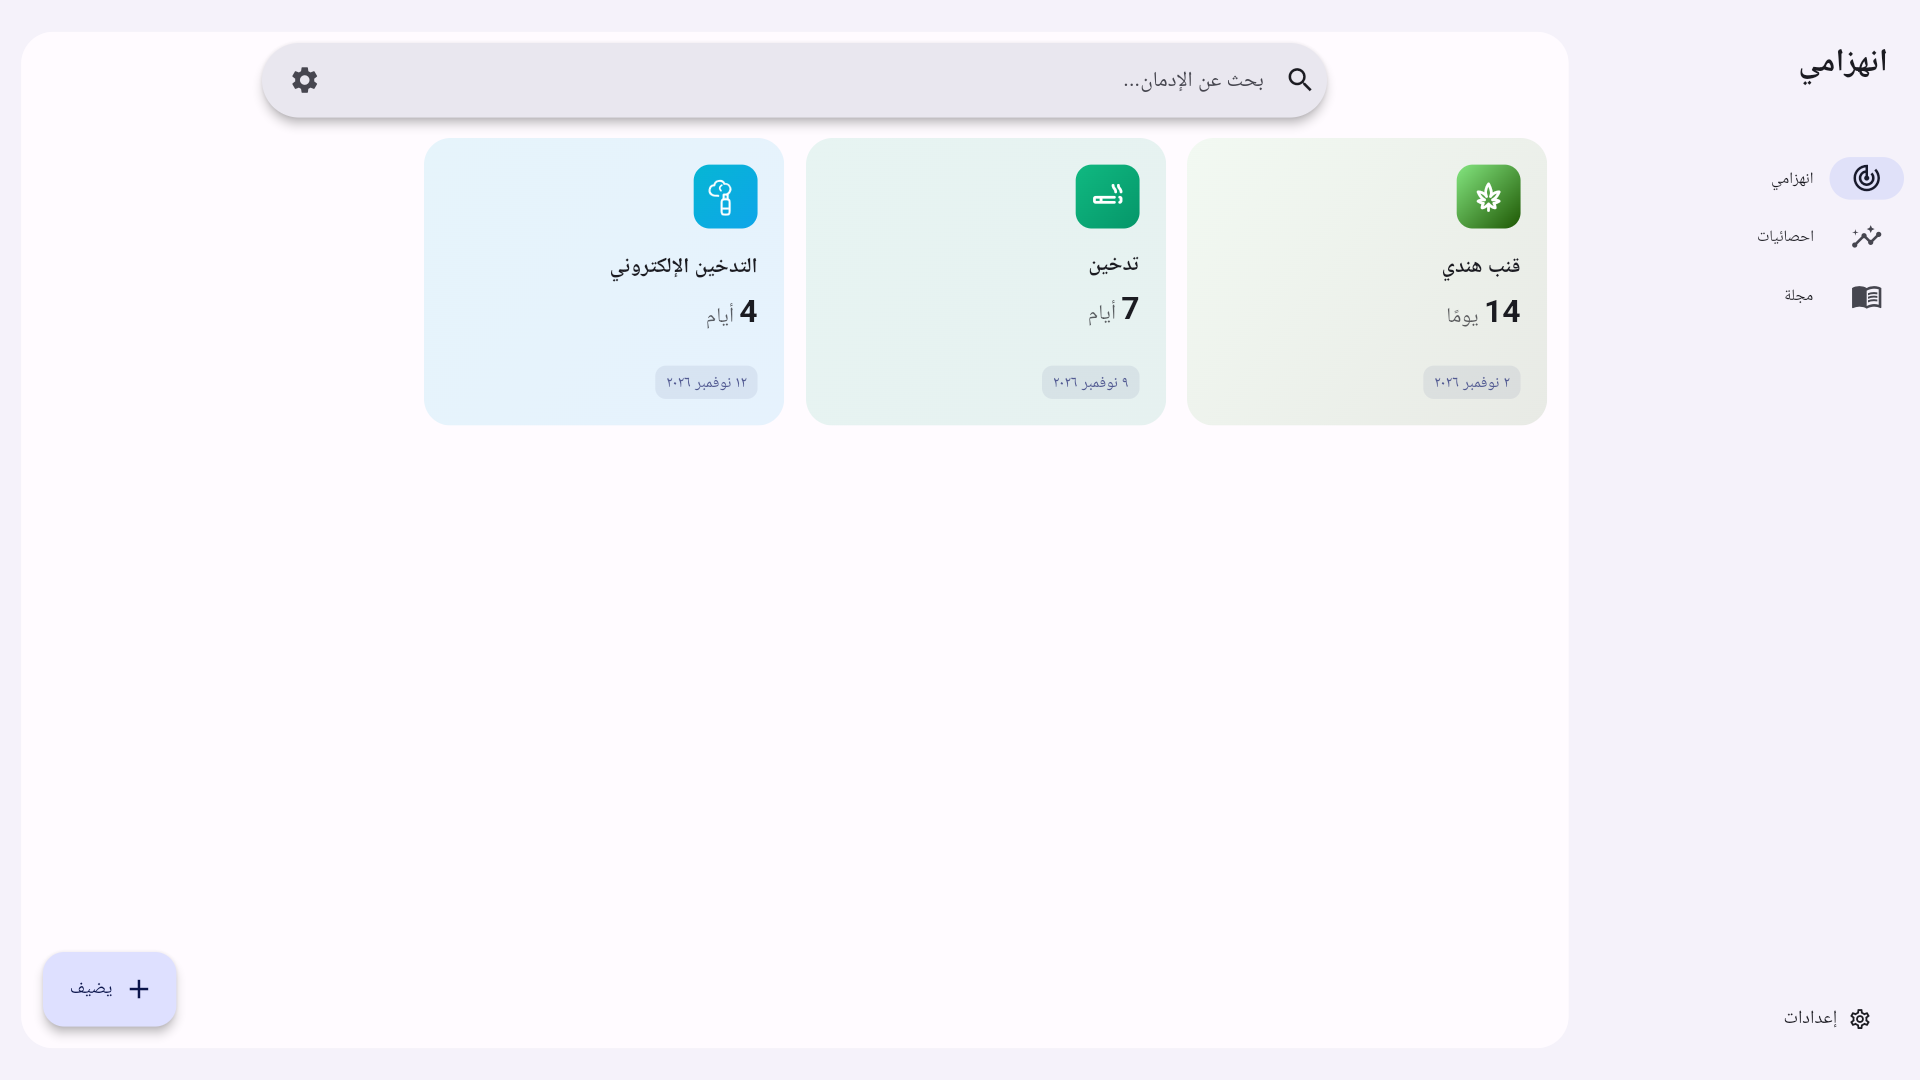 انهزامي
انهزامي
احصائيات
مجلة
إعدادات
بحث عن الإدمان...
قنب هندي
14 يومًا
٢ نوفمبر ٢٠٢٦
تدخين
7 أيام
٩ نوفمبر ٢٠٢٦
التدخين الإلكتروني
4 أيام
١٢ نوفمبر ٢٠٢٦
يضيف